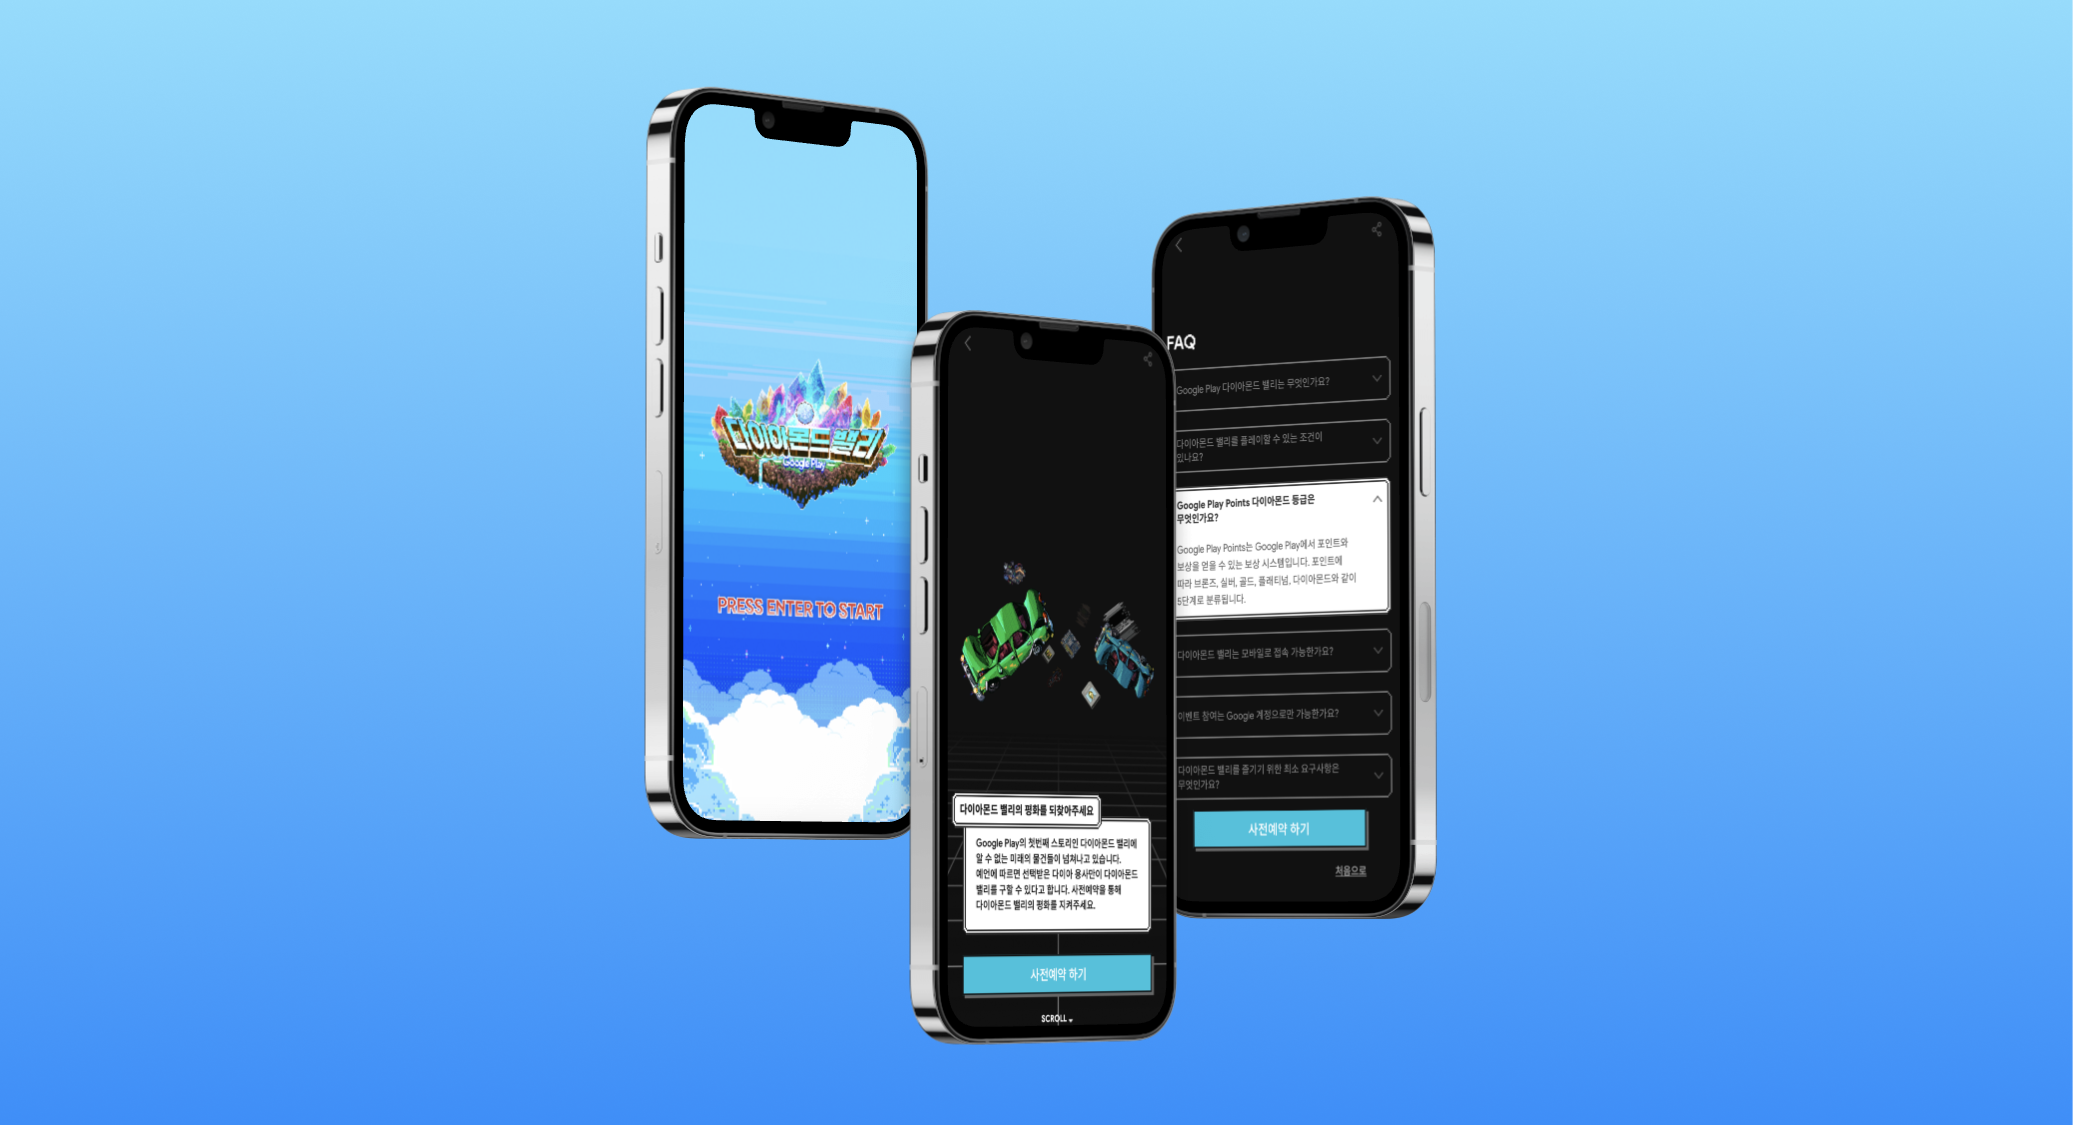 다이아몬드 밸리
Google Play
PRESS ENTER TO START
다이아몬드 밸리의 평화를 되찾아주세요
Google Play의 첫번째 스토리인 다이아몬드 밸리에
알 수 없는 미래의 물건들이 넘쳐나고 있습니다.
예언에 따르면 선택받은 다이아 용사만이 다이아몬드
밸리를 구할 수 있다고 합니다. 사전예약을 통해
다이아몬드 밸리의 평화를 지켜주세요.
사전예약 하기
SCROLL
FAQ
Google Play 다이아몬드 밸리는 무엇인가요?
다이아몬드 밸리를 플레이할 수 있는 조건이
있나요?
Google Play Points 다이아몬드 등급은
무엇인가요?
Google Play Points는 Google Play에서 포인트와
보상을 얻을 수 있는 보상 시스템입니다. 포인트에
따라 브론즈, 실버, 골드, 플래티넘, 다이아몬드와 같이
5단계로 분류됩니다.
다이아몬드 밸리는 모바일로 접속 가능한가요?
이벤트 참여는 Google 계정으로만 가능한가요?
다이아몬드 밸리를 즐기기 위한 최소 요구사항은
무엇인가요?
사전예약 하기
처음으로